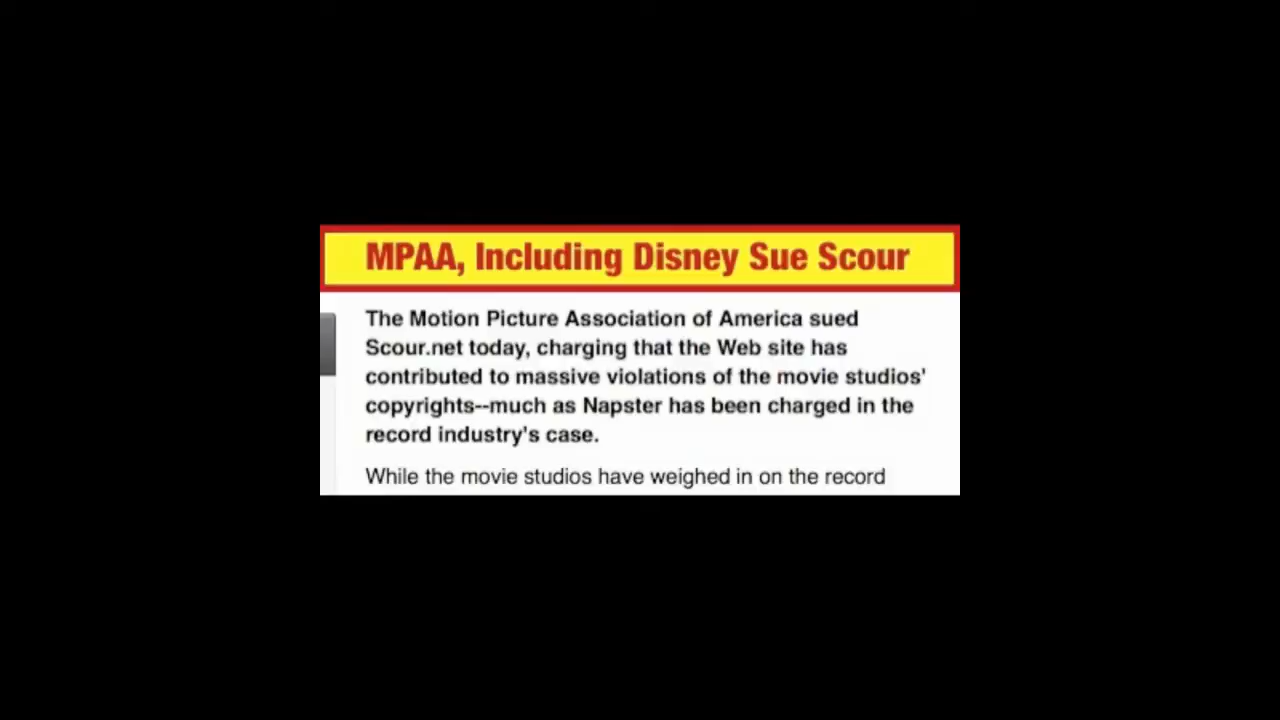 MPAA, Including Disney Sue Scour
The Motion Picture Association of America sued
Scour.net today, charging that the Web site has
contributed to massive violations of the movie studios'
copyrights--much as Napster has been charged in the
record industry's case.
While the movie studios have weighed in on the record